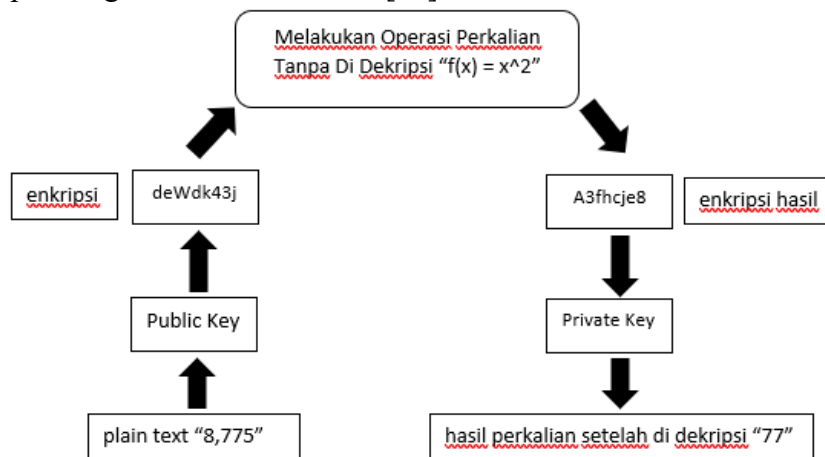 Melakukan Operasi Perkalian
Tanpa Di Dekripsi “f(x) = x^2”
enkripsi
deWdk43j
A3fhcje8
enkripsi hasil
Public Key
Private Key
plain text “8,775”
hasil perkalian setelah di dekripsi “77”